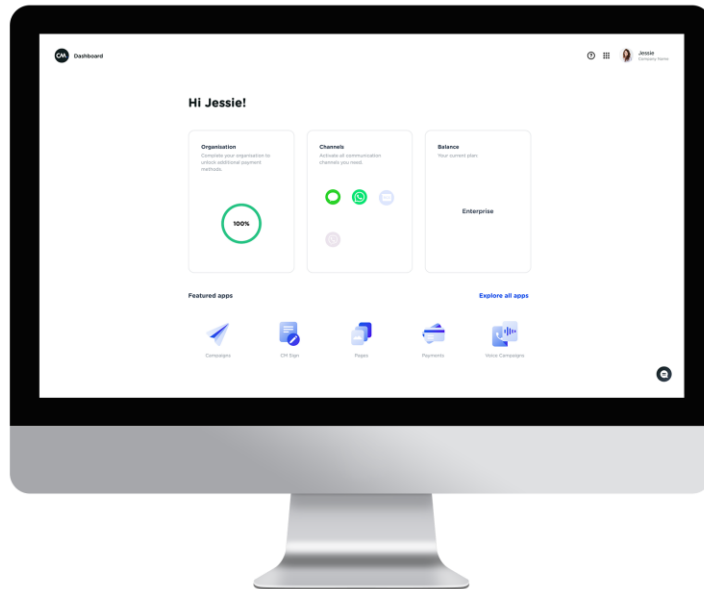 CM Dashboard
Jessie
Company Owner
Hi Jessie!
Organisation
Complete your organisation to
unlock additional payment
methods.
100%
Channels
Activate all communication
channels you need.
Balance
Your current plan
Enterprise
Featured apps
Explore all apps
Campaigns
CM Sign
Pages
Payments
Voice Campaigns